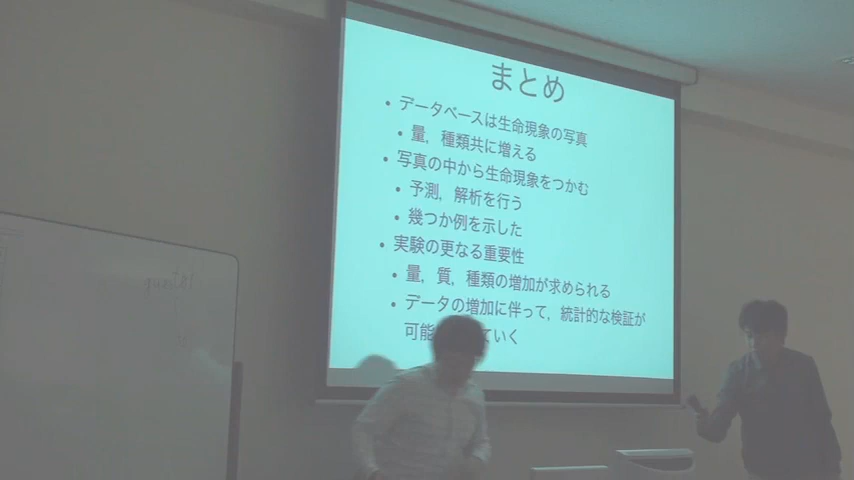 まとめ
• データベースは生命現象の写真
• 量，種類共に増える
• 写真の中から生命現象をつかむ
• 予測，解析を行う
• 幾つか例を示した
• 実験の更なる重要性
• 量，質，種類の増加が求められる
• データの増加に伴って，統計的な検証が
可能 ていく